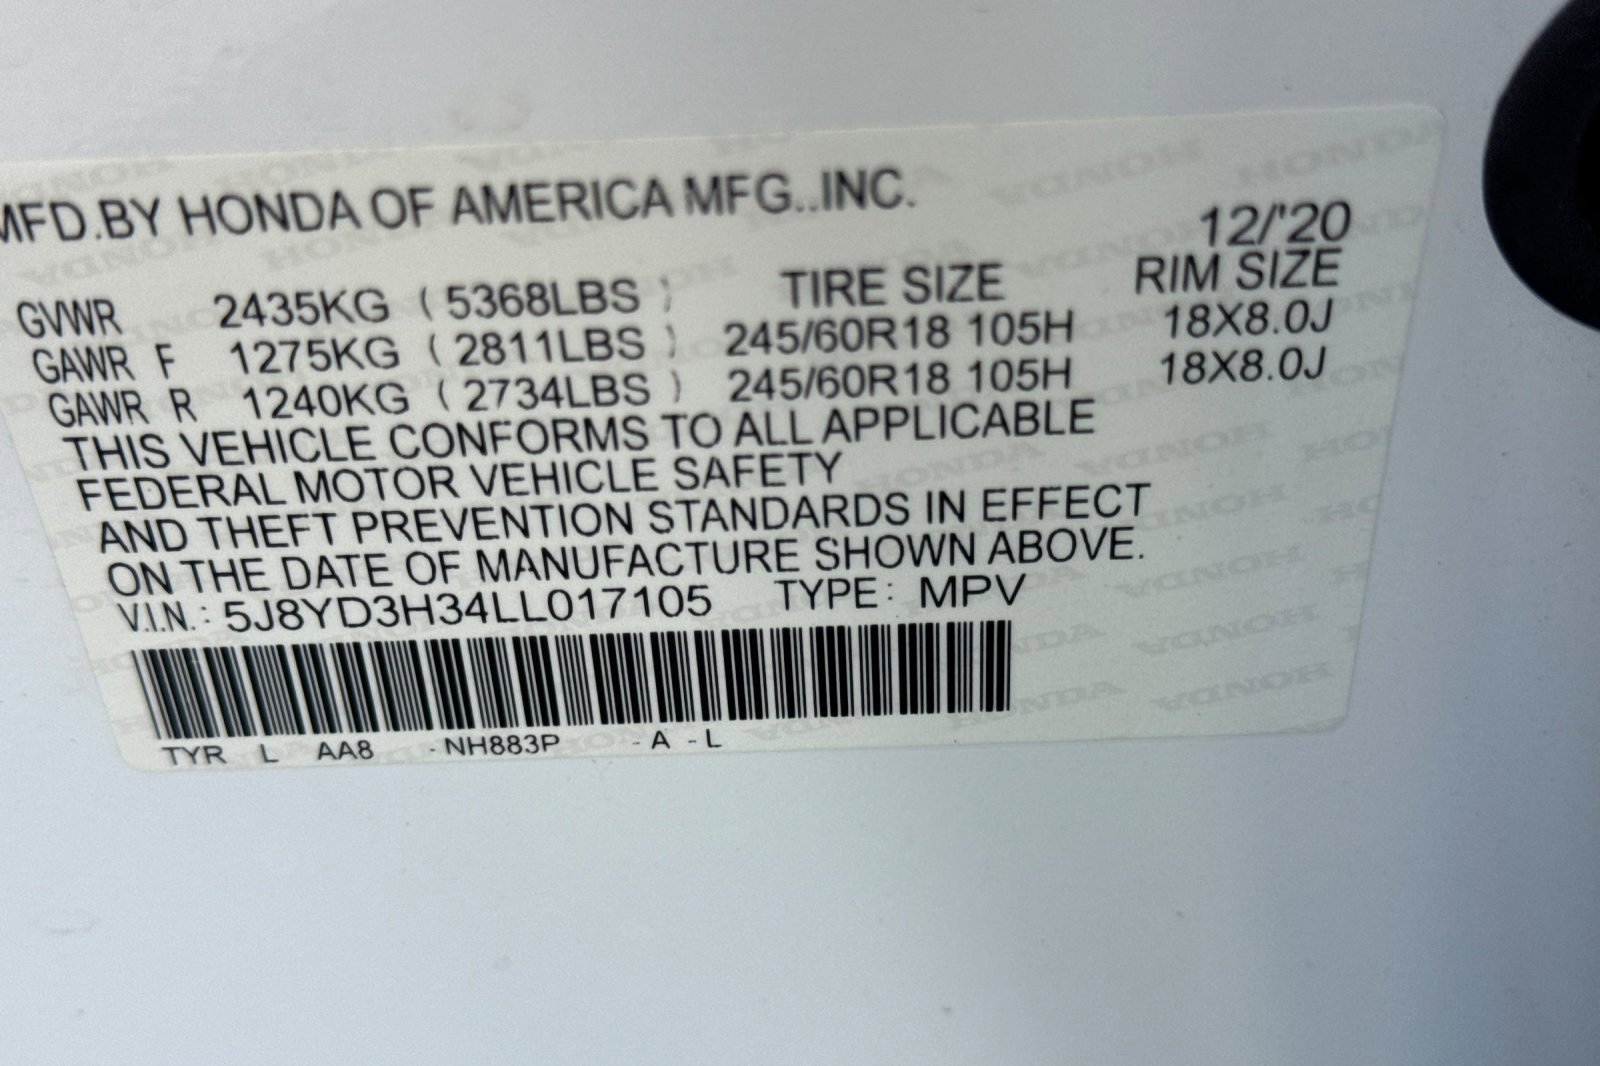 MFD.BY HONDA OF AMERICA MFG.,INC.
12/'20
GVWR 2435KG ( 5368LBS ) TIRE SIZE RIM SIZE
GAWR F 1275KG ( 2811LBS ) 245/60R18 105H 18X8.0J
GAWR R 1240KG ( 2734LBS ) 245/60R18 105H 18X8.0J
THIS VEHICLE CONFORMS TO ALL APPLICABLE
FEDERAL MOTOR VEHICLE SAFETY
AND THEFT PREVENTION STANDARDS IN EFFECT
ON THE DATE OF MANUFACTURE SHOWN ABOVE.
V.I.N.: 5J8YD3H34LL017105 TYPE: MPV
TYR L AA8 -NH883P -A -L